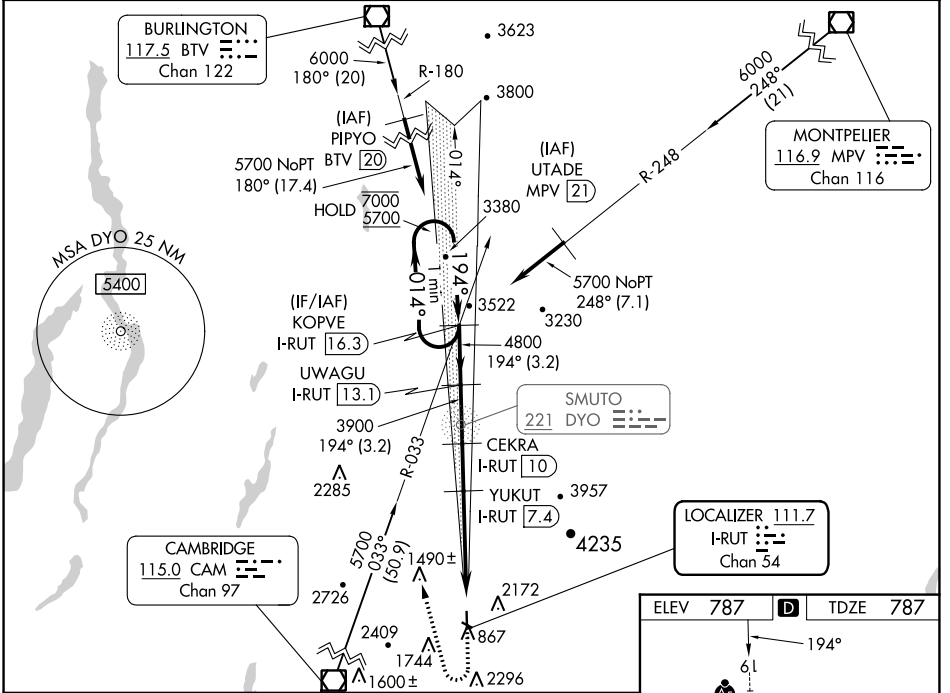 BURLINGTON
117.5 BTV
Chan 122
6000
180° (20)
R-180
3623
3800
6000
248°
(21)
MONTPELIER
116.9 MPV
Chan 116
(IAF)
PIPYO
BTV 20
5700 NoPT
180° (17.4)
014°
(IAF)
UTADE
MPV 21
R-248
HOLD 7000
5700
3380
MSA DYO 25 NM
5400
194°
1 min
014°
5700 NoPT
248° (7.1)
3522
3230
(IF/IAF)
KOPVE
I-RUT 16.3
4800
194° (3.2)
UWAGU
I-RUT 13.1
SMUTO
221 DYO
3900
194° (3.2)
R-033
CEKRA
I-RUT 10
2285
YUKUT
I-RUT 7.4
3957
4235
LOCALIZER 111.7
I-RUT
Chan 54
CAMBRIDGE
115.0 CAM
Chan 97
5700
033°
(50.9)
1490±
2726
2172
867
2409
1744
1600±
2296
ELEV 787 D TDZE 787
194°